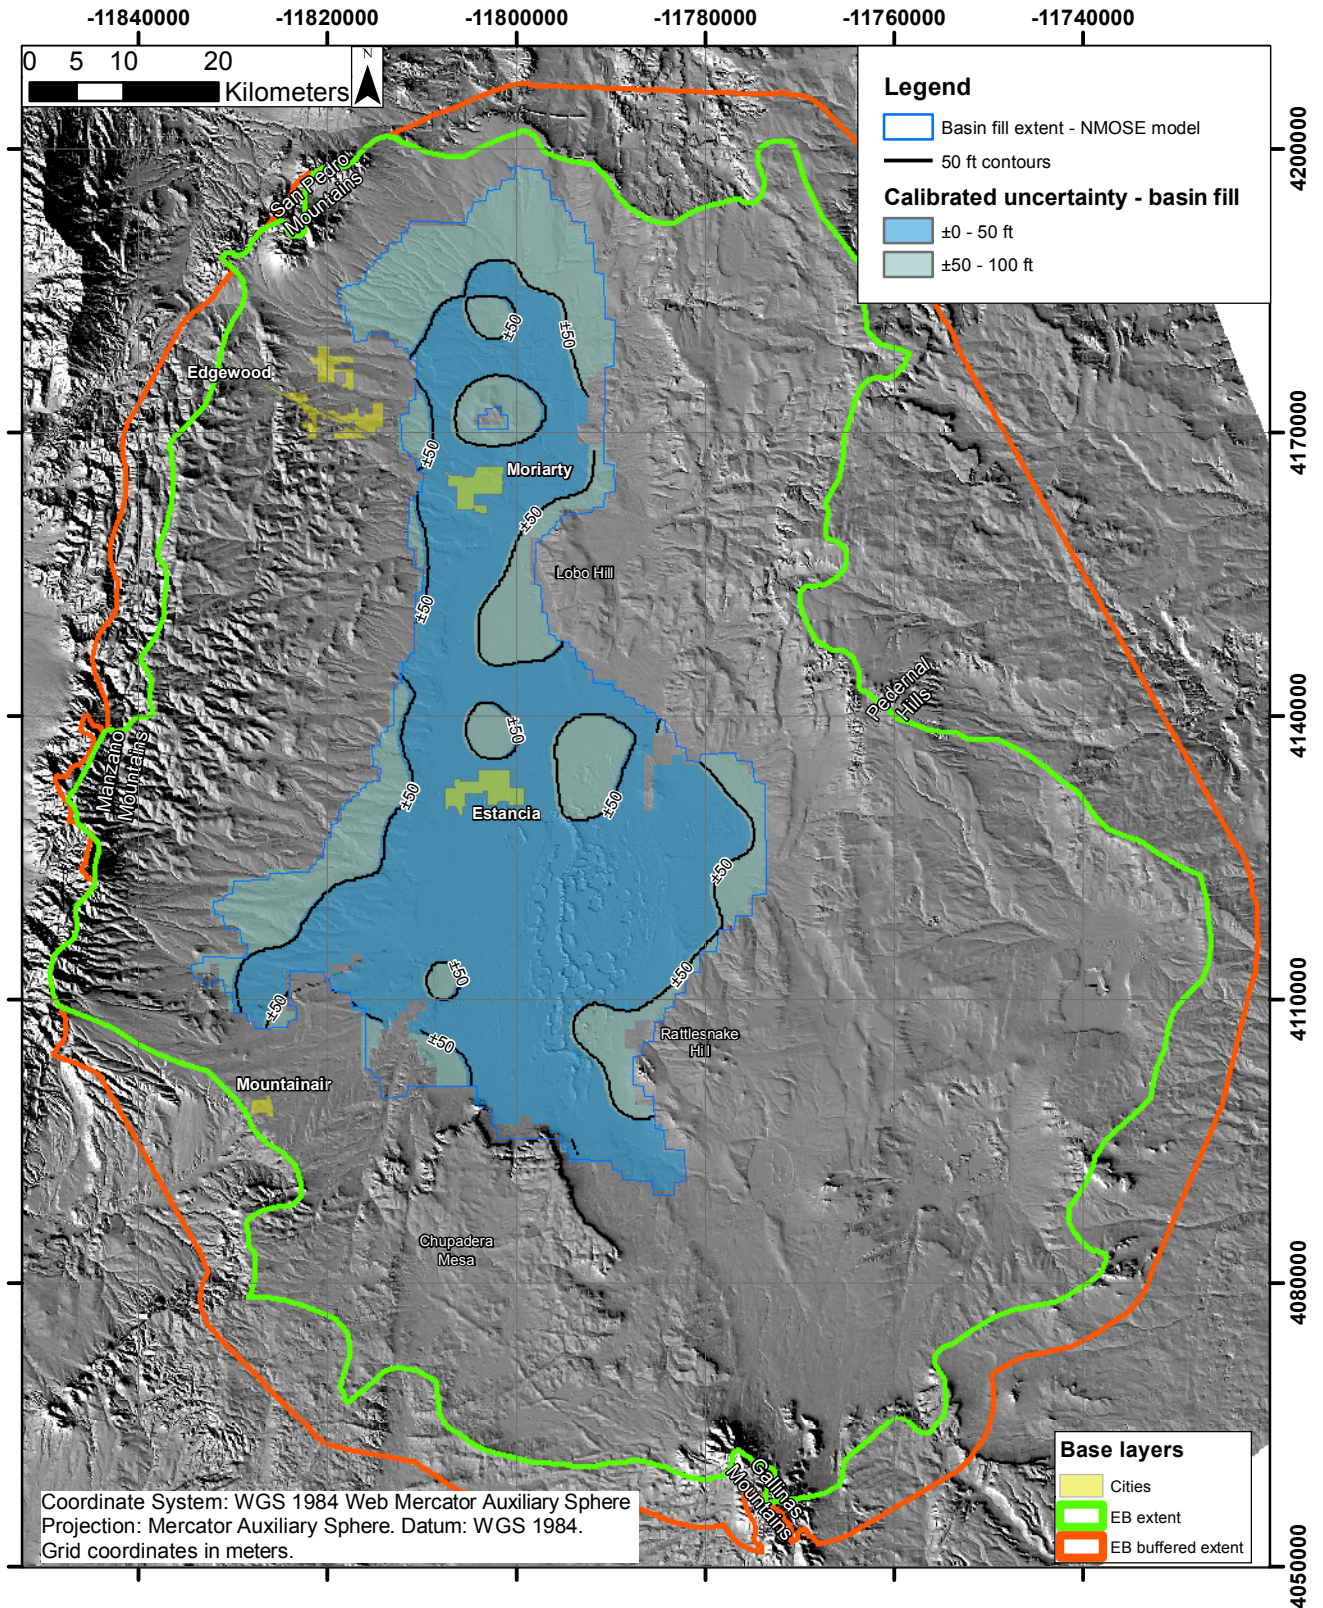 -11840000
-11820000
-11800000
-11780000
-11760000
-11740000
0 5 10 20
Kilometers
N
Legend
Basin fill extent - NMOSE model
50 ft contours
Calibrated uncertainty - basin fill
±0 - 50 ft
±50 - 100 ft
4200000
4170000
4140000
4110000
4080000
4050000
San Pedro
Mountains
±50
±50
Edgewood
±50
Moriarty
±50
Lobo Hill
±50
Pedernal
Hills
Manzano
Mountains
±50
±50
±50
Estancia
±50
±50
±50
±50
±50
Rattlesnake
Hill
Mountainair
Chupadera
Mesa
Gallinas
Mountains
Base layers
Cities
EB extent
EB buffered extent
Coordinate System: WGS 1984 Web Mercator Auxiliary Sphere
Projection: Mercator Auxiliary Sphere. Datum: WGS 1984.
Grid coordinates in meters.